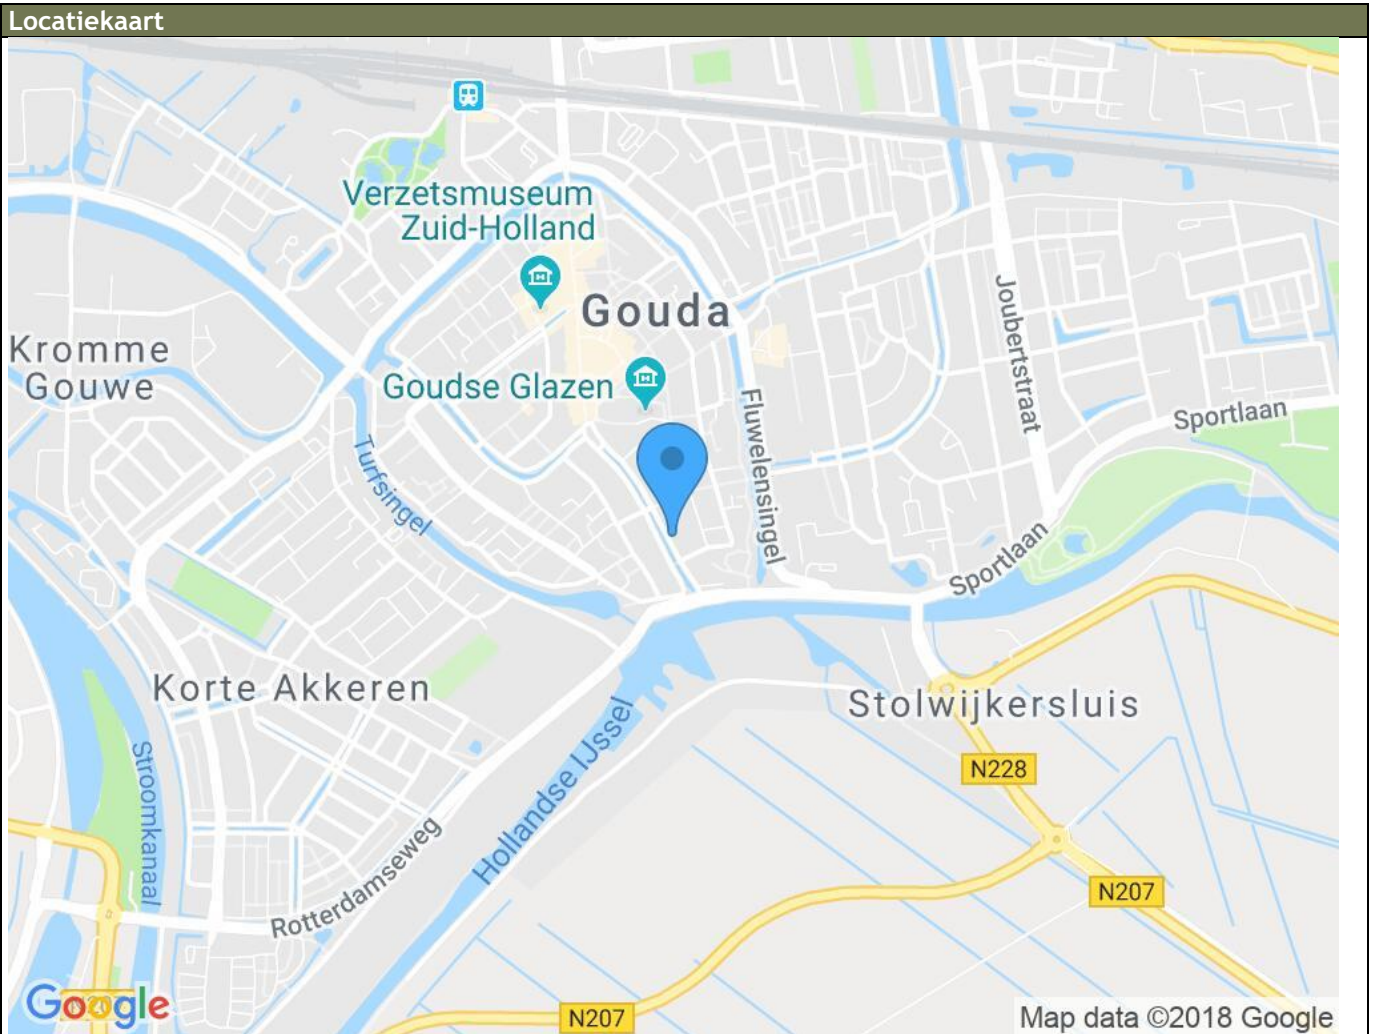 Locatiekaart
Verzetsmuseum
Zuid-Holland
Gouda
Kromme
Gouwe
Goudse Glazen
Joubertstraat
Fluwelensingel
Sportlaan
Turfsingel
Sportlaan
Korte Akkeren
Stolwijkersluis
Stroomkanaal
Hollandse IJssel
N228
Rotterdamseweg
N207
Google
N207
Map data ©2018 Google